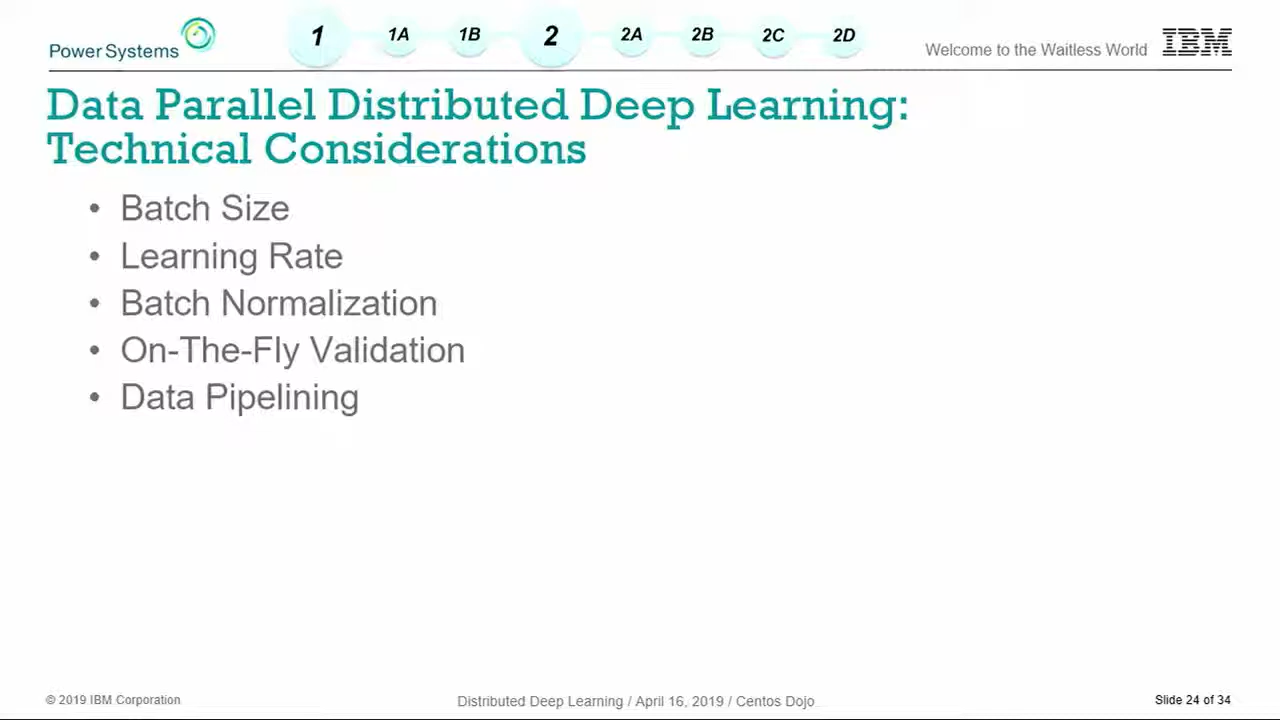 Power Systems
1 1A 1B 2 2A 2B 2C 2D
Welcome to the Waitless World IBM
Data Parallel Distributed Deep Learning:
Technical Considerations
• Batch Size
• Learning Rate
• Batch Normalization
• On-The-Fly Validation
• Data Pipelining
© 2019 IBM Corporation
Distributed Deep Learning / April 16, 2019 / Centos Dojo
Slide 24 of 34